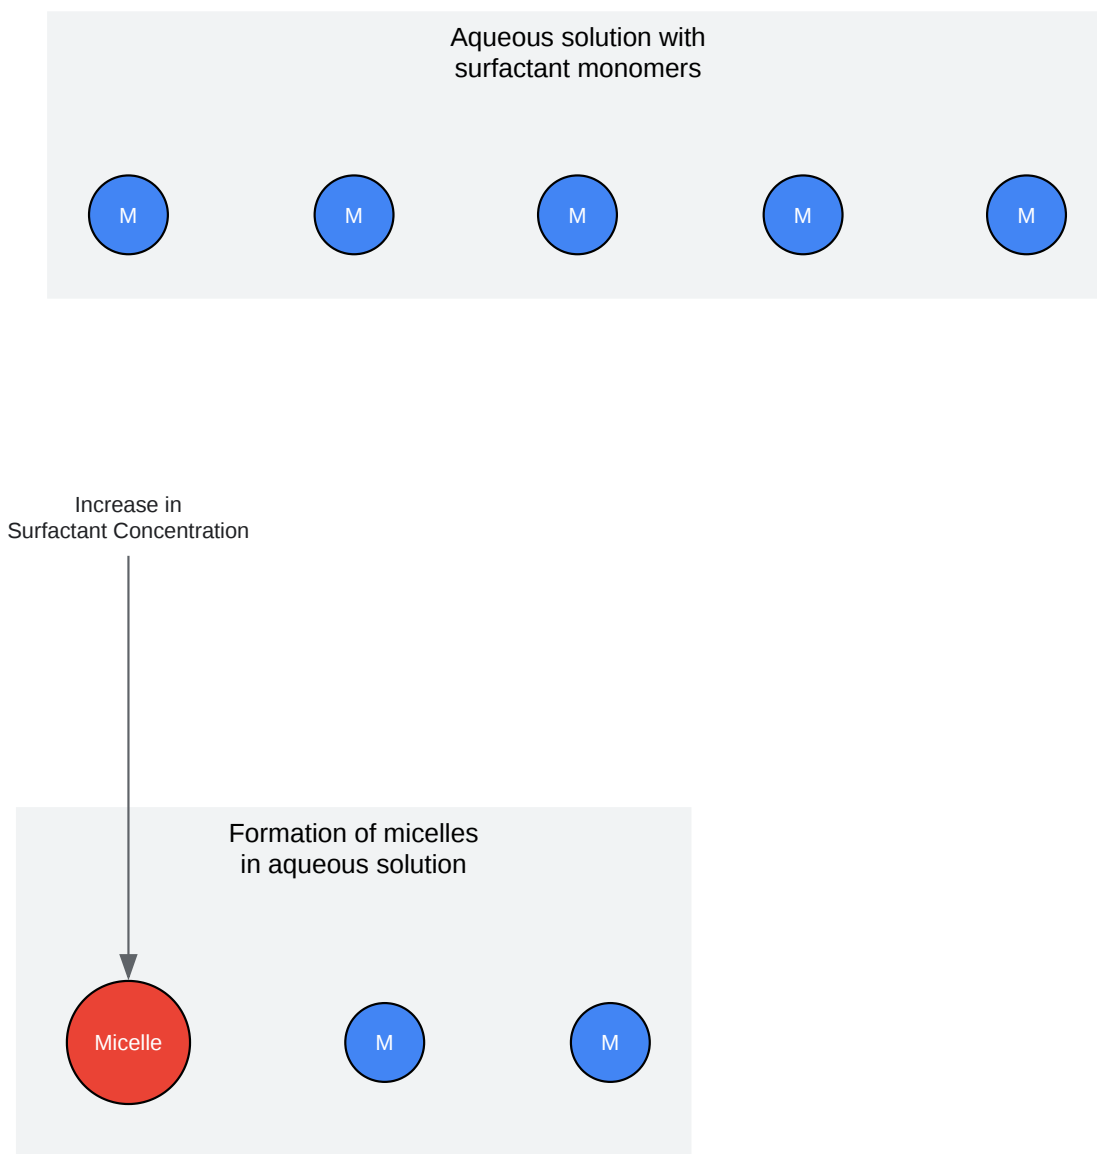 Aqueous solution with
surfactant monomers
M M M M M
Increase in
Surfactant Concentration
Formation of micelles
in aqueous solution
Micelle M M